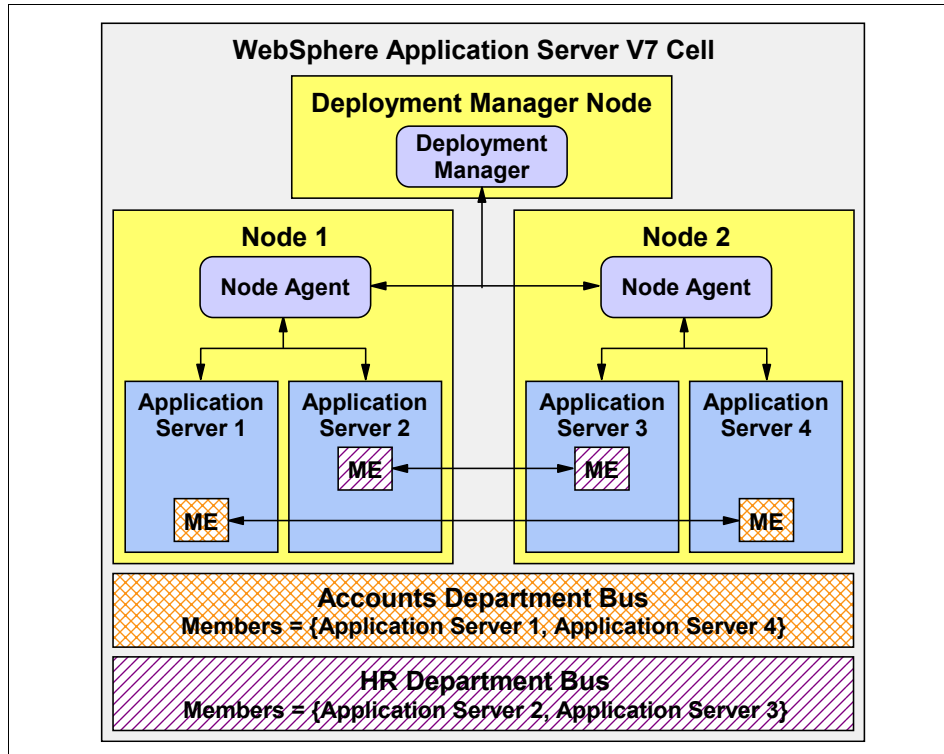 WebSphere Application Server V7 Cell
Deployment Manager Node
Deployment
Manager
Node 1
Node Agent
Application
Server 1
Application
Server 2
ME
ME
Node 2
Node Agent
Application
Server 3
Application
Server 4
ME
ME
Accounts Department Bus
Members = {Application Server 1, Application Server 4}
HR Department Bus
Members = {Application Server 2, Application Server 3}